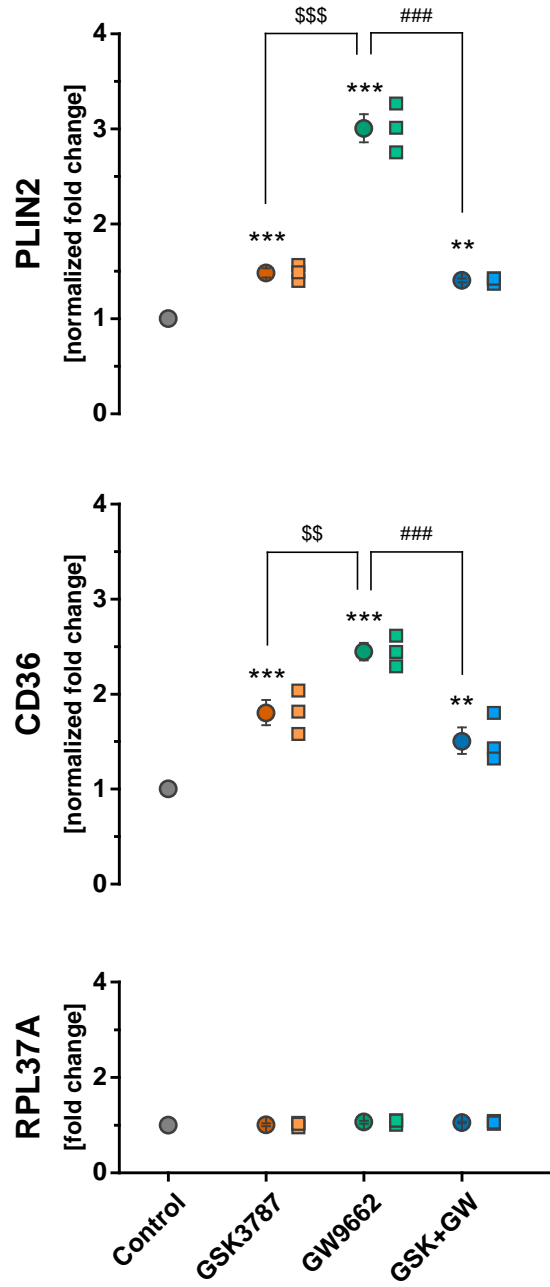 PLIN2
[normalized fold change]
4
3
2
1
0
$$$
###
***
***
**
CD36
[normalized fold change]
4
3
2
1
0
$$
###
***
***
**
RPL37A
[fold change]
4
2
0
Control
GSK3787
GW9662
GSK+GW